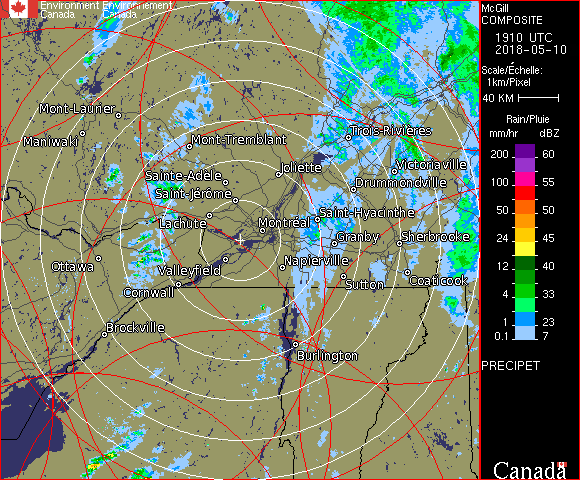 Environment Environnement
Canada Canada
McGill
COMPOSITE
1910 UTC
2018-05-10
Scale/Échelle:
1km/Pixel
40 KM
Rain/Pluie
mm/hr dBZ
200 60
100 55
50 50
24 45
12 40
4 33
1 23
0.1 7
PRECIPET
Canada
Mont-Laurier
Maniwaki
Mont-Tremblant
Trois-Rivières
Sainte-Adèle
Joliette
Victoriaville
Saint-Jérôme
Drummondville
Lachute
Montréal
Saint-Hyacinthe
Granby
Sherbrooke
Ottawa
Valleyfield
Napierville
Cornwall
Sutton
Coaticook
Brockville
Burlington